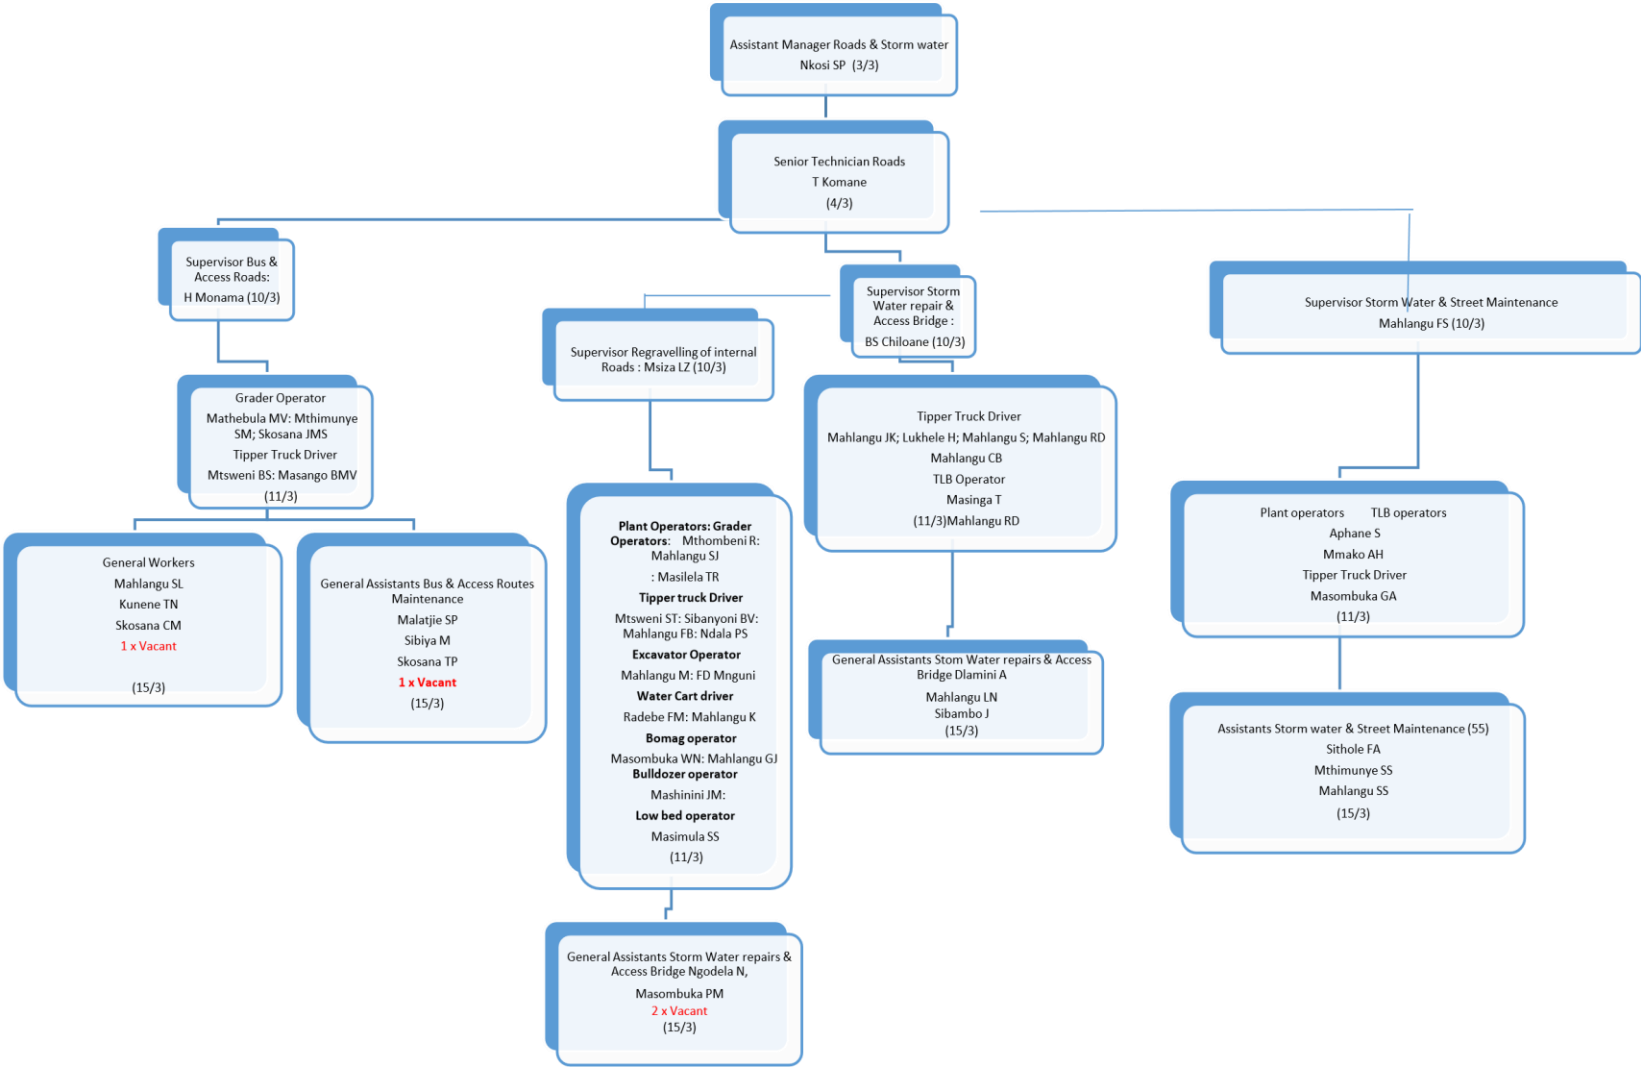 Assistant Manager Roads & Storm water
Nkosi SP (3/3)
Senior Technician Roads
T Komane
(4/3)
Supervisor Bus &
Access Roads:
H Monama (10/3)
Supervisor Regravelling of internal
Roads : Msiza LZ (10/3)
Supervisor Storm
Water repair &
Access Bridge :
BS Chiloane (10/3)
Supervisor Storm Water & Street Maintenance
Mahlangu FS (10/3)
Grader Operator
Mathebula MV: Mthimunye
SM; Skosana JMS
Tipper Truck Driver
Mtsweni BS: Masango BMV
(11/3)
General Workers
Mahlangu SL
Kunene TN
Skosana CM
1 x Vacant
(15/3)
General Assistants Bus & Access Routes
Maintenance
Malatjie SP
Sibiya M
Skosana TP
1 x Vacant
(15/3)
Plant Operators: Grader
Operators: Mthombeni R:
Mahlangu SJ
: Masilela TR
Tipper truck Driver
Mtsweni ST: Sibanyoni BV:
Mahlangu FB: Ndala PS
Excavator Operator
Mahlangu M: FD Mnguni
Water Cart driver
Radebe FM: Mahlangu K
Bomag operator
Masombuka WN: Mahlangu GJ
Bulldozer operator
Mashinini JM:
Low bed operator
Masimula SS
(11/3)
General Assistants Storm Water repairs &
Access Bridge Ngodela N,
Masombuka PM
2 x Vacant
(15/3)
Tipper Truck Driver
Mahlangu JK; Lukhele H; Mahlangu S; Mahlangu RD
Mahlangu CB
TLB Operator
Masinga T
(11/3)Mahlangu RD
General Assistants Stom Water repairs & Access
Bridge Dlamini A
Mahlangu LN
Sibambo J
(15/3)
Plant operators TLB operators
Aphane S
Mmako AH
Tipper Truck Driver
Masombuka GA
(11/3)
Assistants Storm water & Street Maintenance (55)
Sithole FA
Mthimunye SS
Mahlangu SS
(15/3)